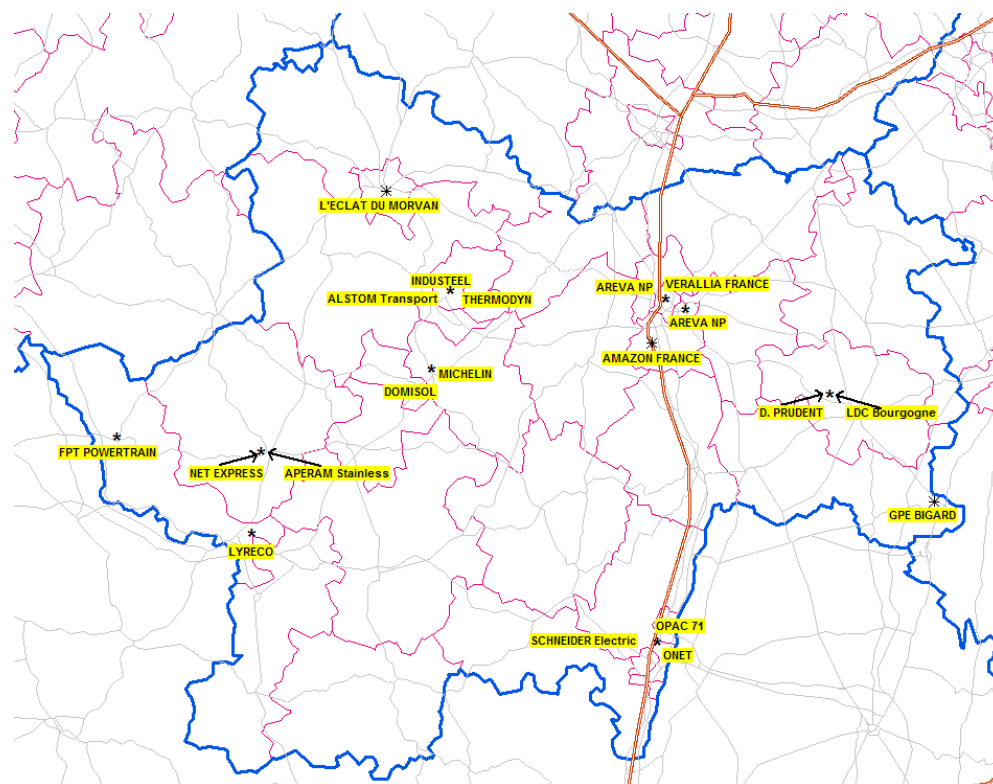 L'ECLAT DU MORVAN
INDUSTEEL
ALSTOM Transport
THERMODYN
AREVA NP
VERALLIA FRANCE
AREVA NP
AMAZON FRANCE
MICHELIN
DOMISOL
D. PRUDENT
LDC Bourgogne
FPT POWERTRAIN
NET EXPRESS
APERAM Stainless
GPE BIGARD
LYRECO
OPAC 71
SCHNEIDER Electric
ONET